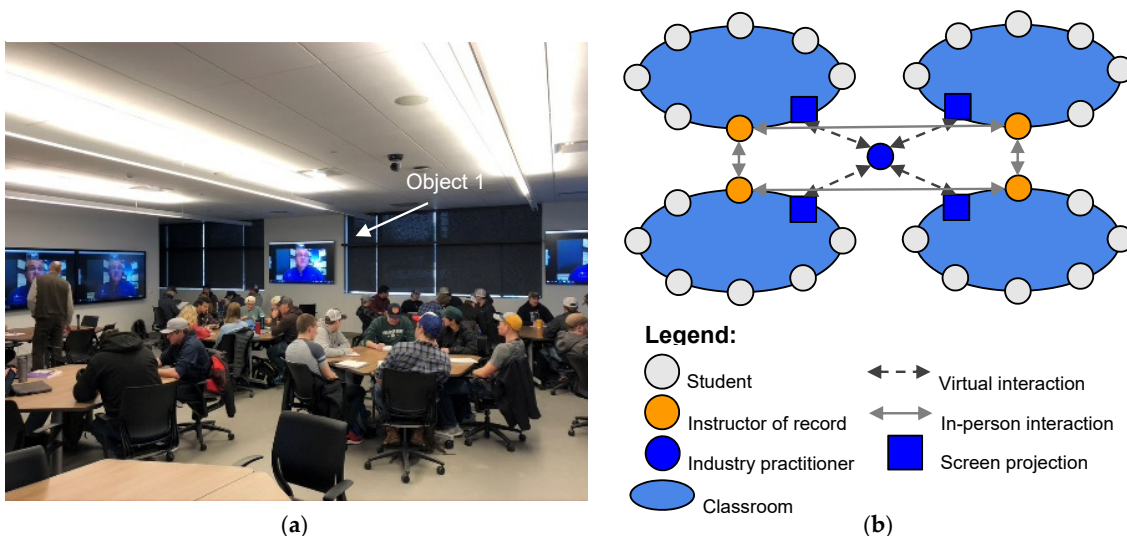 Object 1
(a)
Legend:
Student
Instructor of record
Industry practitioner
Classroom
Virtual interaction
In-person interaction
Screen projection
(b)